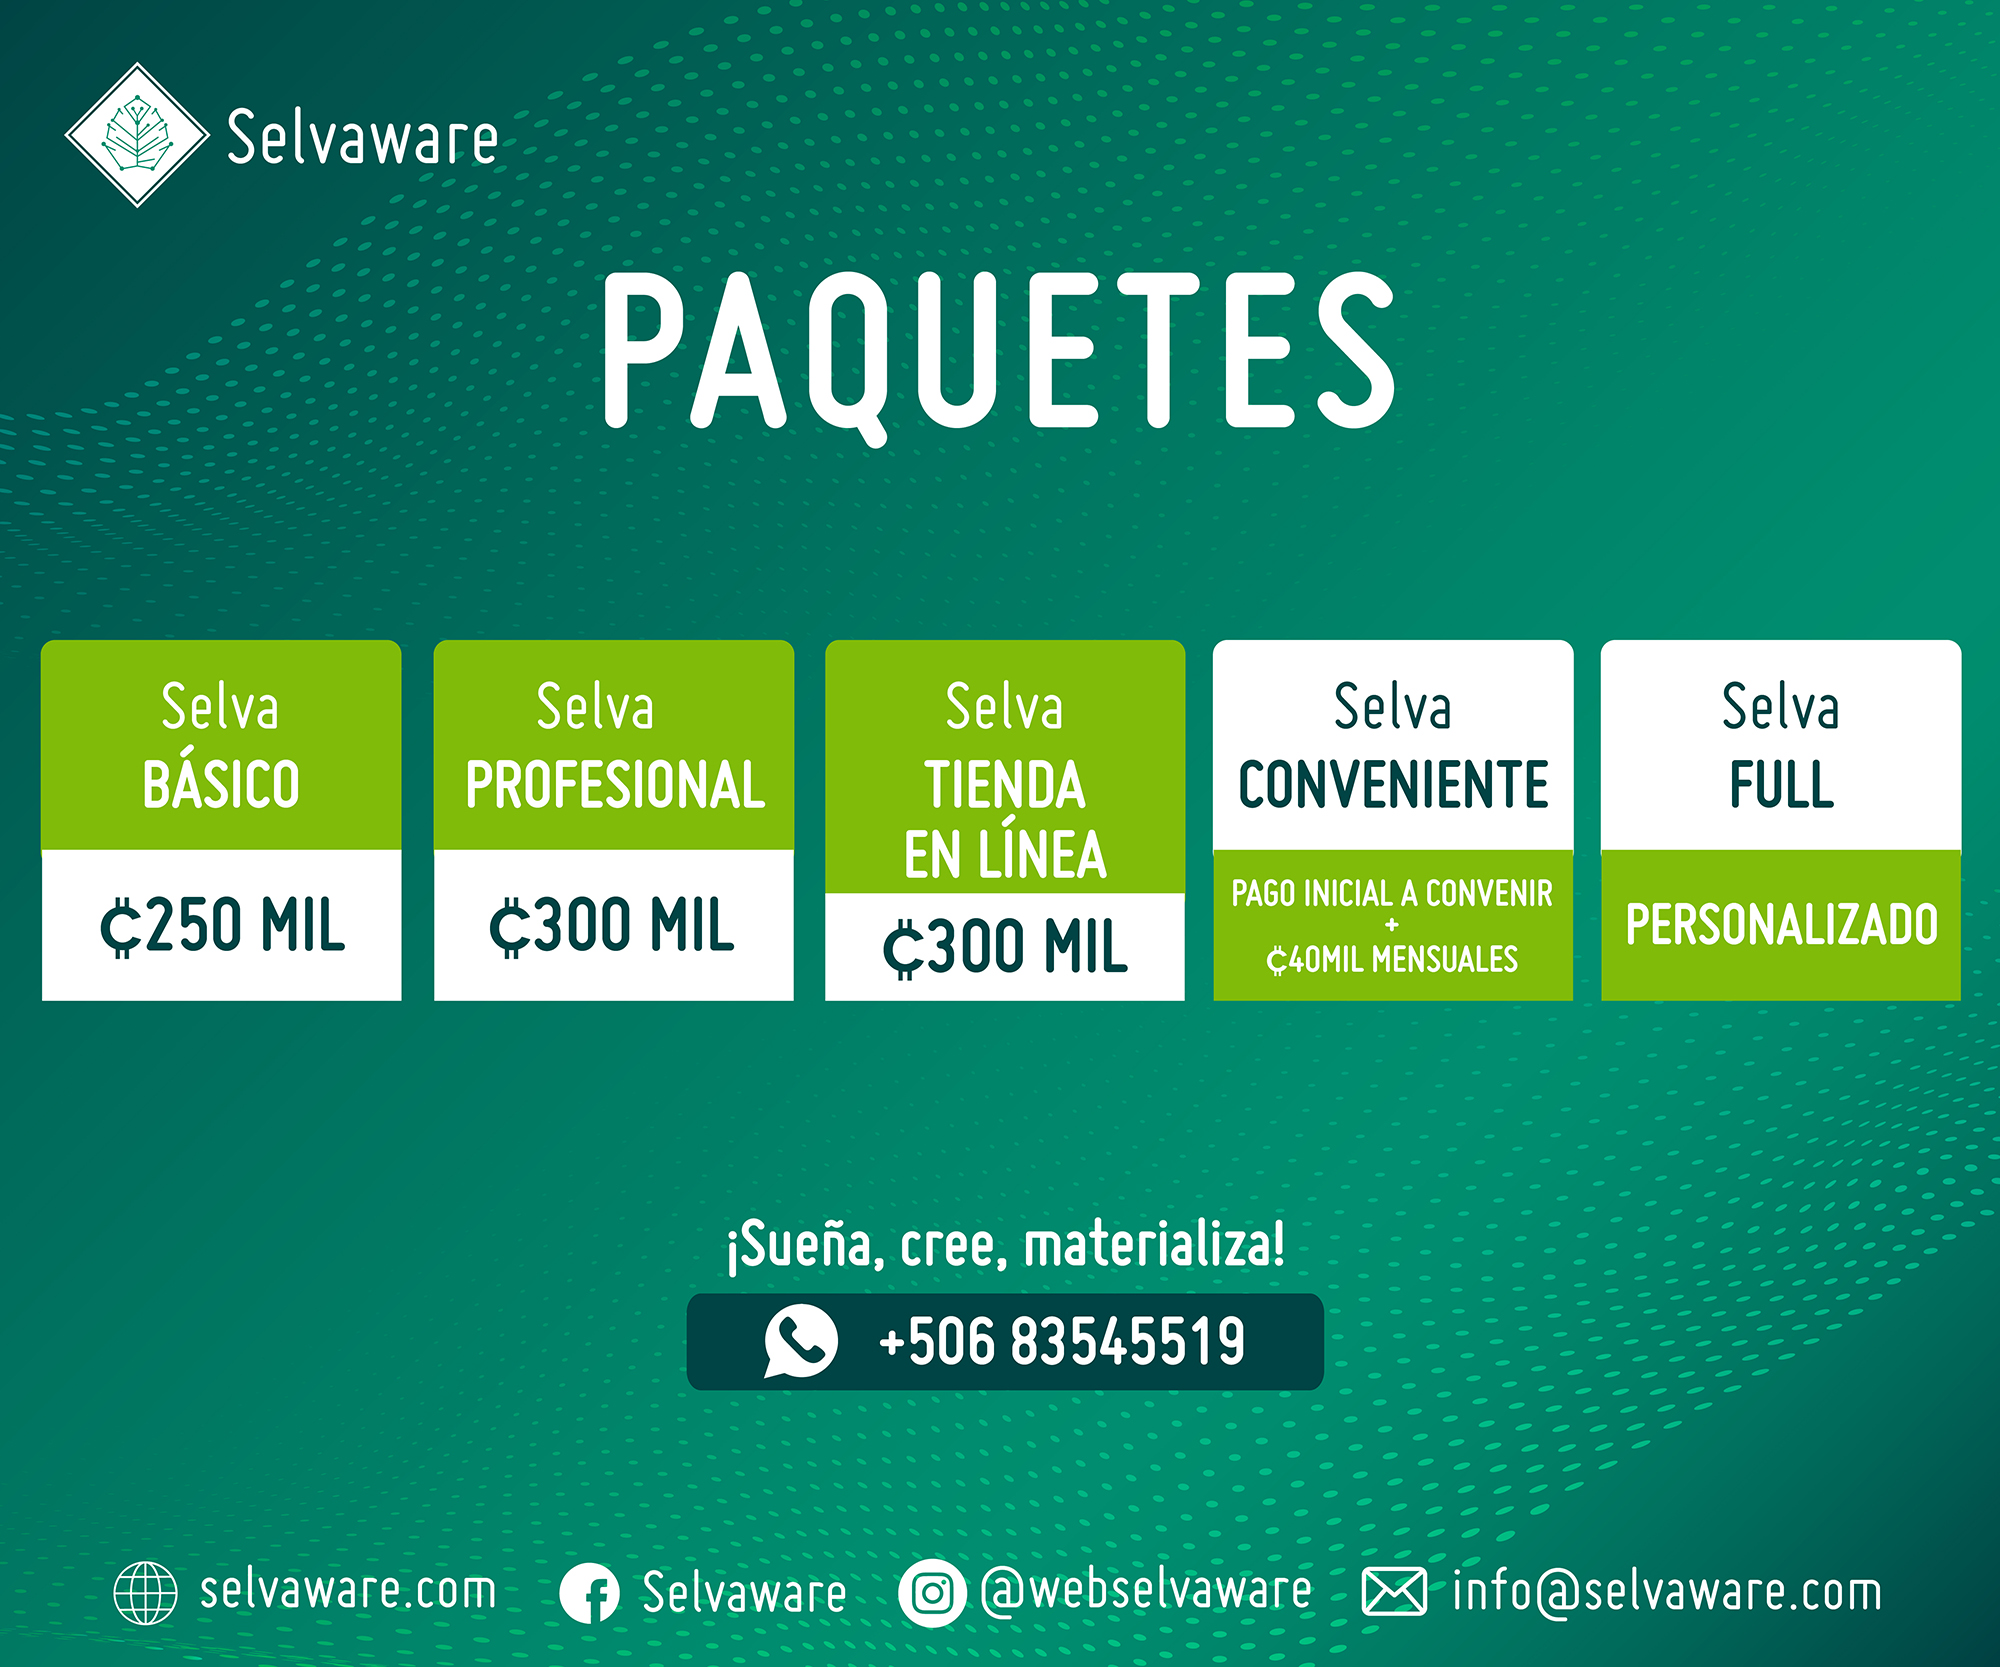 Selvaware
PAQUETES
Selva
BÁSICO
₡250 MIL
Selva
PROFESIONAL
₡300 MIL
Selva
TIENDA
EN LÍNEA
₡300 MIL
Selva
CONVENIENTE
PAGO INICIAL A CONVENIR
+
₡40MIL MENSUALES
Selva
FULL
PERSONALIZADO
¡Sueña, cree, materializa!
+506 83545519
selvaware.com
Selvaware
@webselvaware
info@selvaware.com